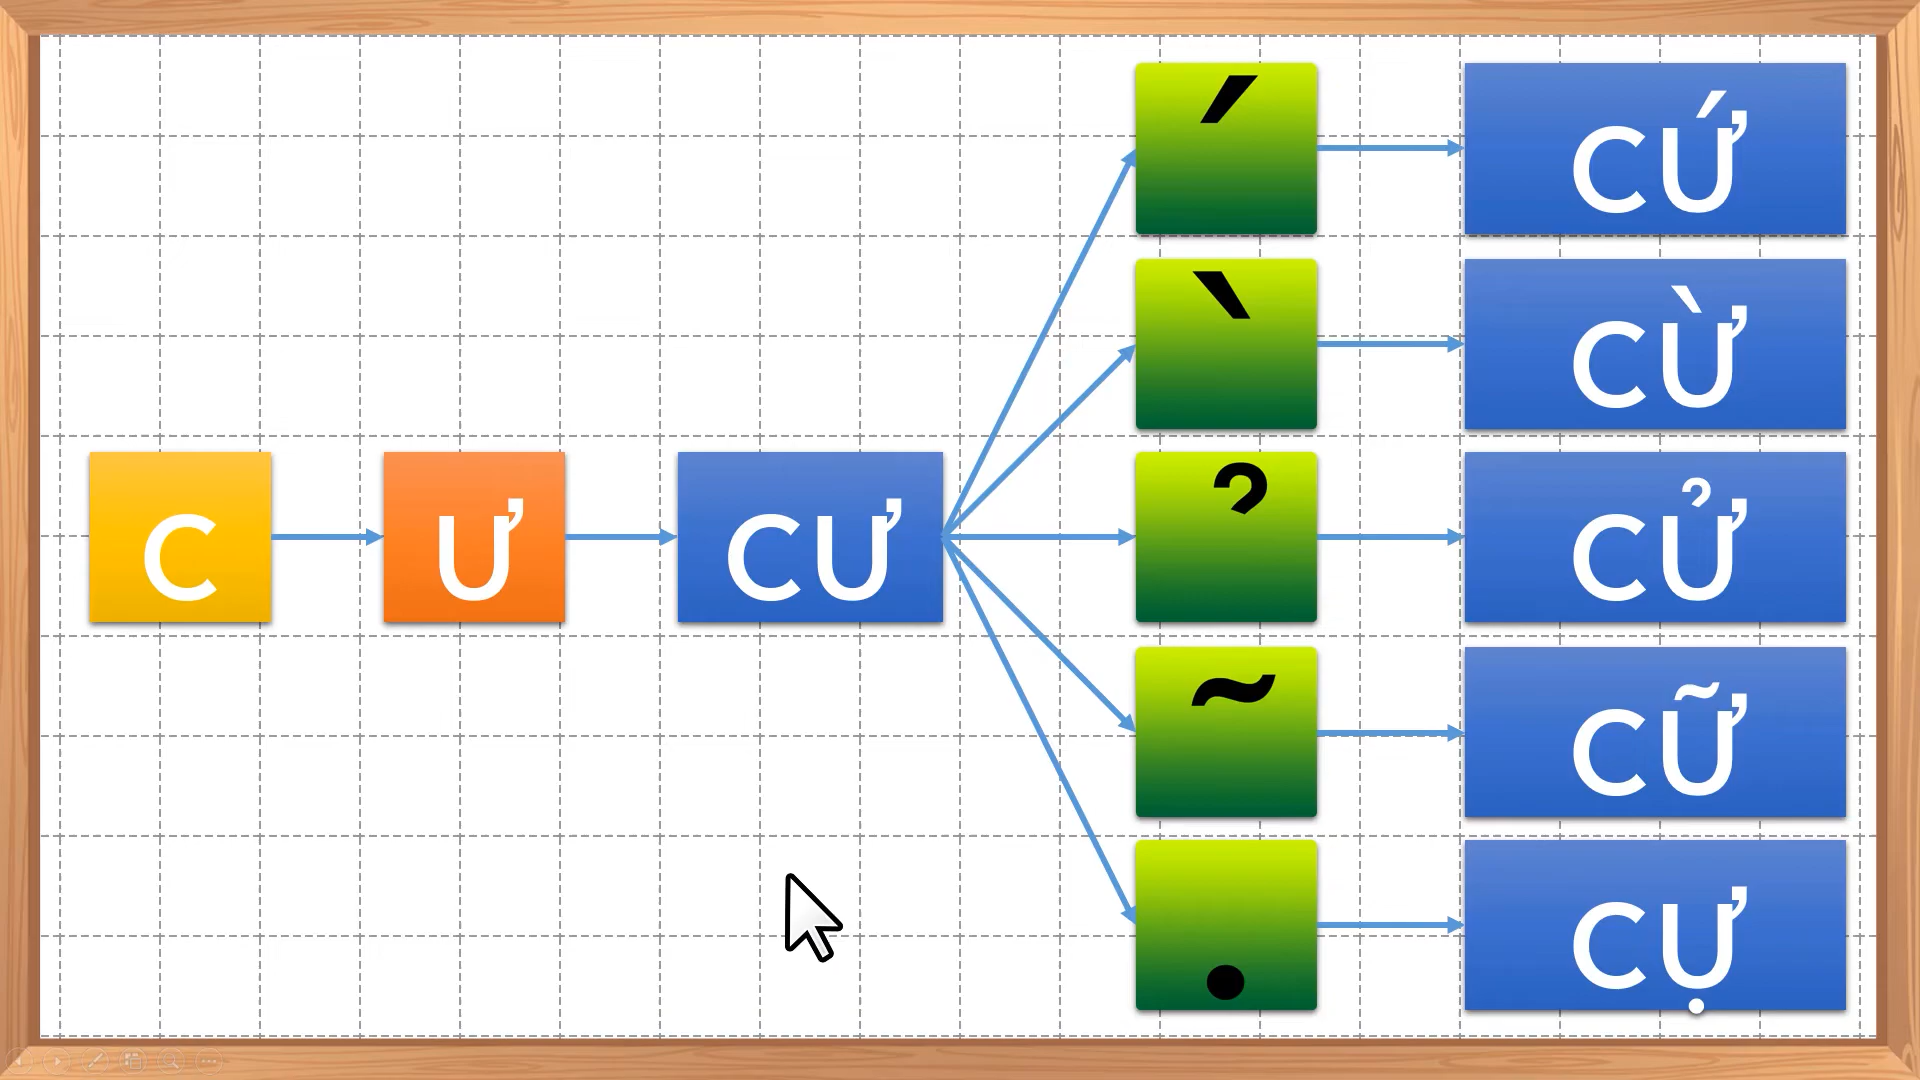 c ư cư
ˊ cứ
ˋ cừ
̉ cử
~ cữ
. cự